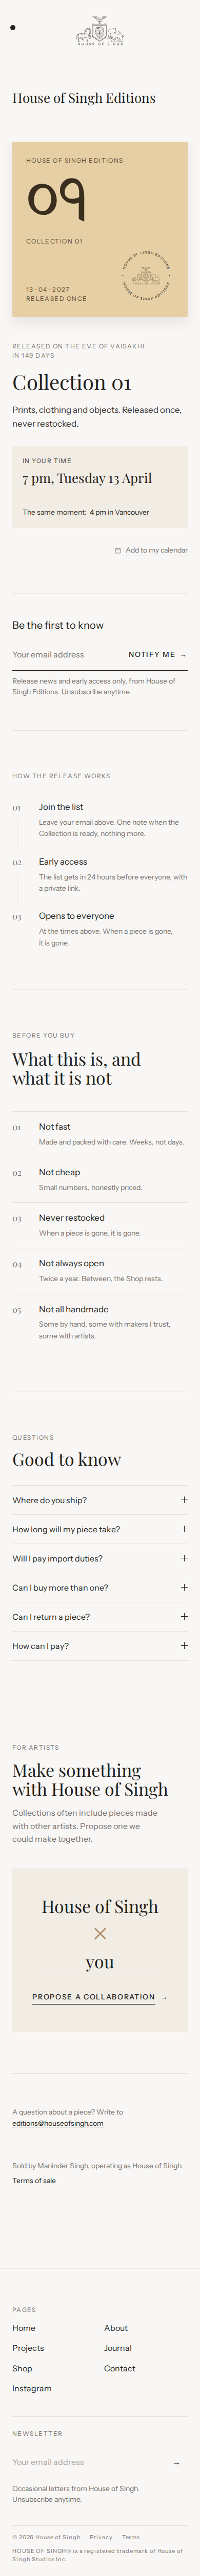 HOUSE OF SINGH
House of Singh Editions
HOUSE OF SINGH EDITIONS
09
COLLECTION 01
HOUSE OF SINGH EDITIONS
HOUSE OF SINGH EDITIONS
13 · 04 · 2027
RELEASED ONCE
RELEASED ON THE EVE OF VAISAKHI ·
IN 149 DAYS
Collection 01
Prints, clothing and objects. Released once,
never restocked.
IN YOUR TIME
7 pm, Tuesday 13 April
The same moment: 4 pm in Vancouver
Add to my calendar
Be the first to know
Your email address
NOTIFY ME →
Release news and early access only, from House of
Singh Editions. Unsubscribe anytime.
HOW THE RELEASE WORKS
01 Join the list
Leave your email above. One note when the
Collection is ready, nothing more.
02 Early access
The list gets in 24 hours before everyone, with
a private link.
03 Opens to everyone
At the times above. When a piece is gone,
it is gone.
BEFORE YOU BUY
What this is, and
what it is not
01 Not fast
Made and packed with care. Weeks, not days.
02 Not cheap
Small numbers, honestly priced.
03 Never restocked
When a piece is gone, it is gone.
04 Not always open
Twice a year. Between, the Shop rests.
05 Not all handmade
Some by hand, some with makers I trust,
some with artists.
QUESTIONS
Good to know
Where do you ship? +
How long will my piece take? +
Will I pay import duties? +
Can I buy more than one? +
Can I return a piece? +
How can I pay? +
FOR ARTISTS
Make something
with House of Singh
Collections often include pieces made
with other artists. Propose one we
could make together.
House of Singh
×
you
PROPOSE A COLLABORATION →
A question about a piece? Write to
editions@houseofsingh.com
Sold by Maninder Singh, operating as House of Singh.
Terms of sale
PAGES
Home
About
Projects
Journal
Shop
Contact
Instagram
NEWSLETTER
Your email address →
Occasional letters from House of Singh.
Unsubscribe anytime.
© 2026 House of Singh Privacy Terms
HOUSE OF SINGH® is a registered trademark of House of
Singh Studios Inc.